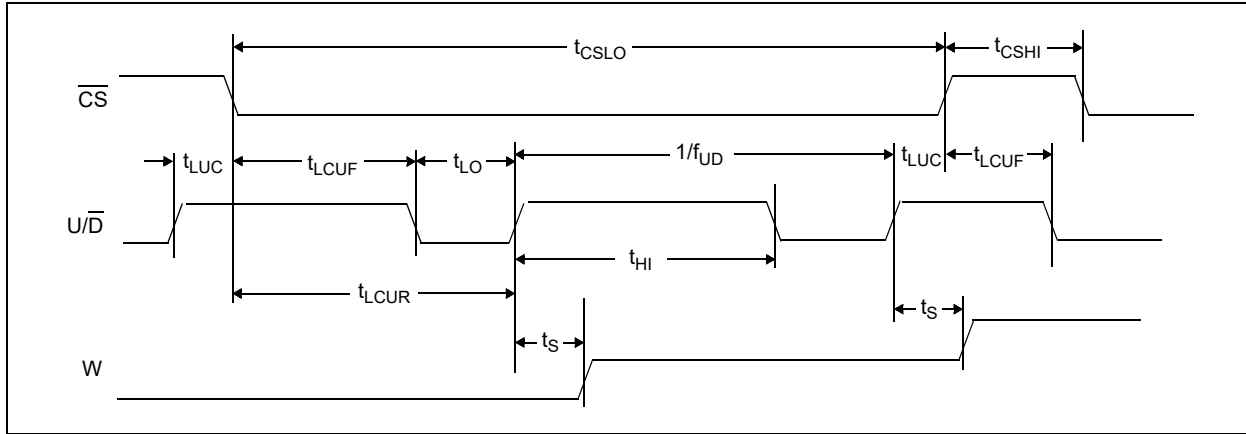 tCSLO tCSHI
CS
tLUC tLCUF tLO 1/fUD tLUC tLCUF
U/D
tHI
tLCUR
tS tS
W